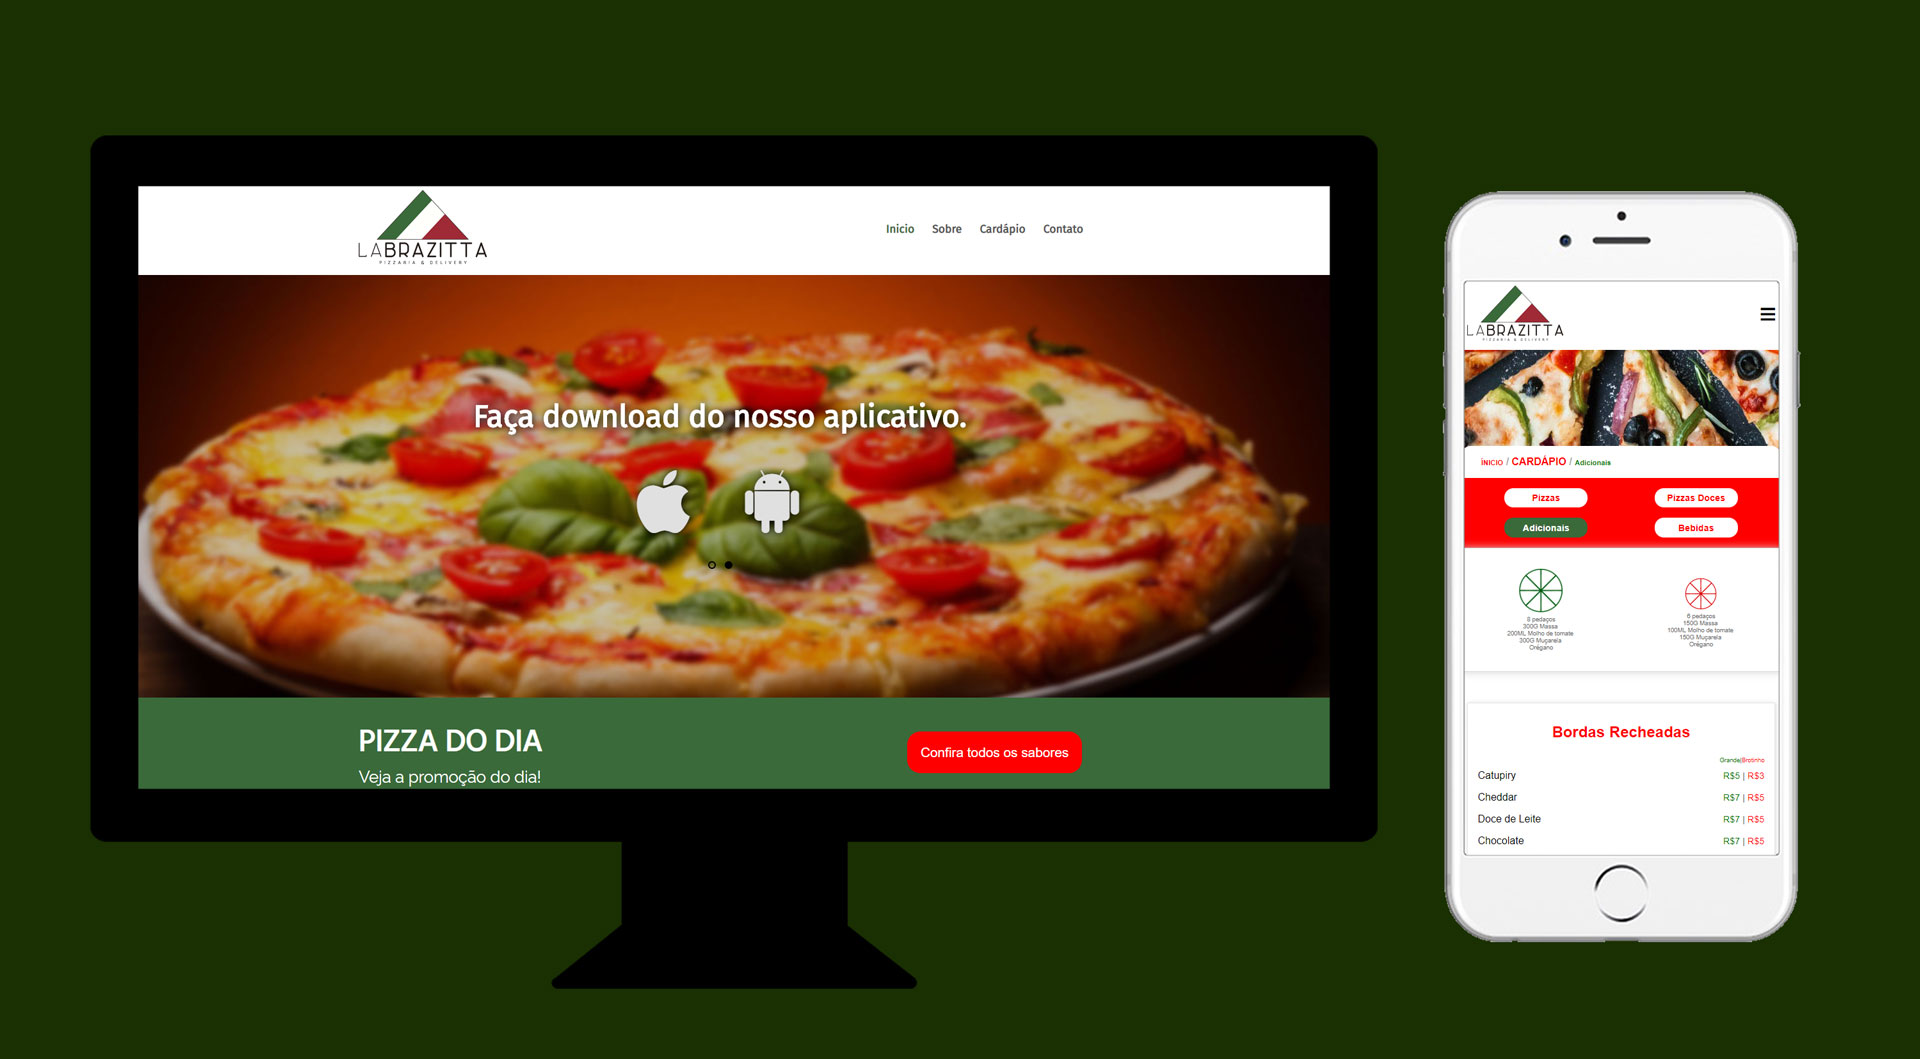 LABRAZITTA
PIZZARIA & DELIVERY
Inicio Sobre Cardápio Contato
Faça download do nosso aplicativo.
PIZZA DO DIA
Veja a promoção do dia!
Confira todos os sabores
LABRAZITTA
PIZZARIA & DELIVERY
ÍNICIO / CARDÁPIO / Adicionais
Pizzas Pizzas Doces
Adicionais Bebidas
8 pedaços
300G Massa
200ML Molho de tomate
300G Muçarela
Orégano
6 pedaços
150G Massa
100ML Molho de tomate
150G Muçarela
Orégano
Bordas Recheadas
Grande|Brotinho
Catupiry R$5 | R$3
Cheddar R$7 | R$5
Doce de Leite R$7 | R$5
Chocolate R$7 | R$5